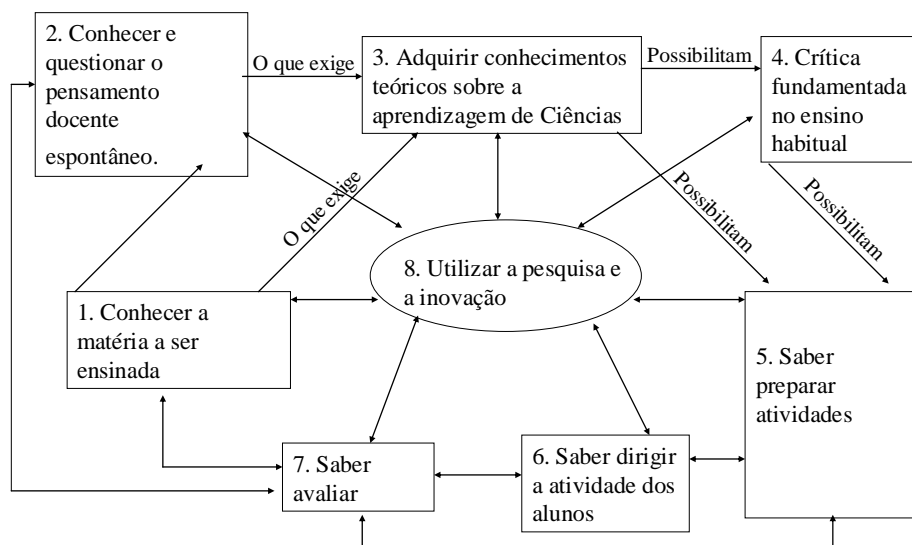 2. Conhecer e
questionar o
pensamento
docente
espontâneo.
O que exige
3. Adquirir conhecimentos
teóricos sobre a
aprendizagem de Ciências
Possibilitam
4. Crítica
fundamentada
no ensino
habitual
O que exige
Possibilitam
Possibilitam
8. Utilizar a pesquisa e
a inovação
1. Conhecer a
matéria a ser
ensinada
5. Saber
preparar
atividades
7. Saber
avaliar
6. Saber dirigir
a atividade dos
alunos